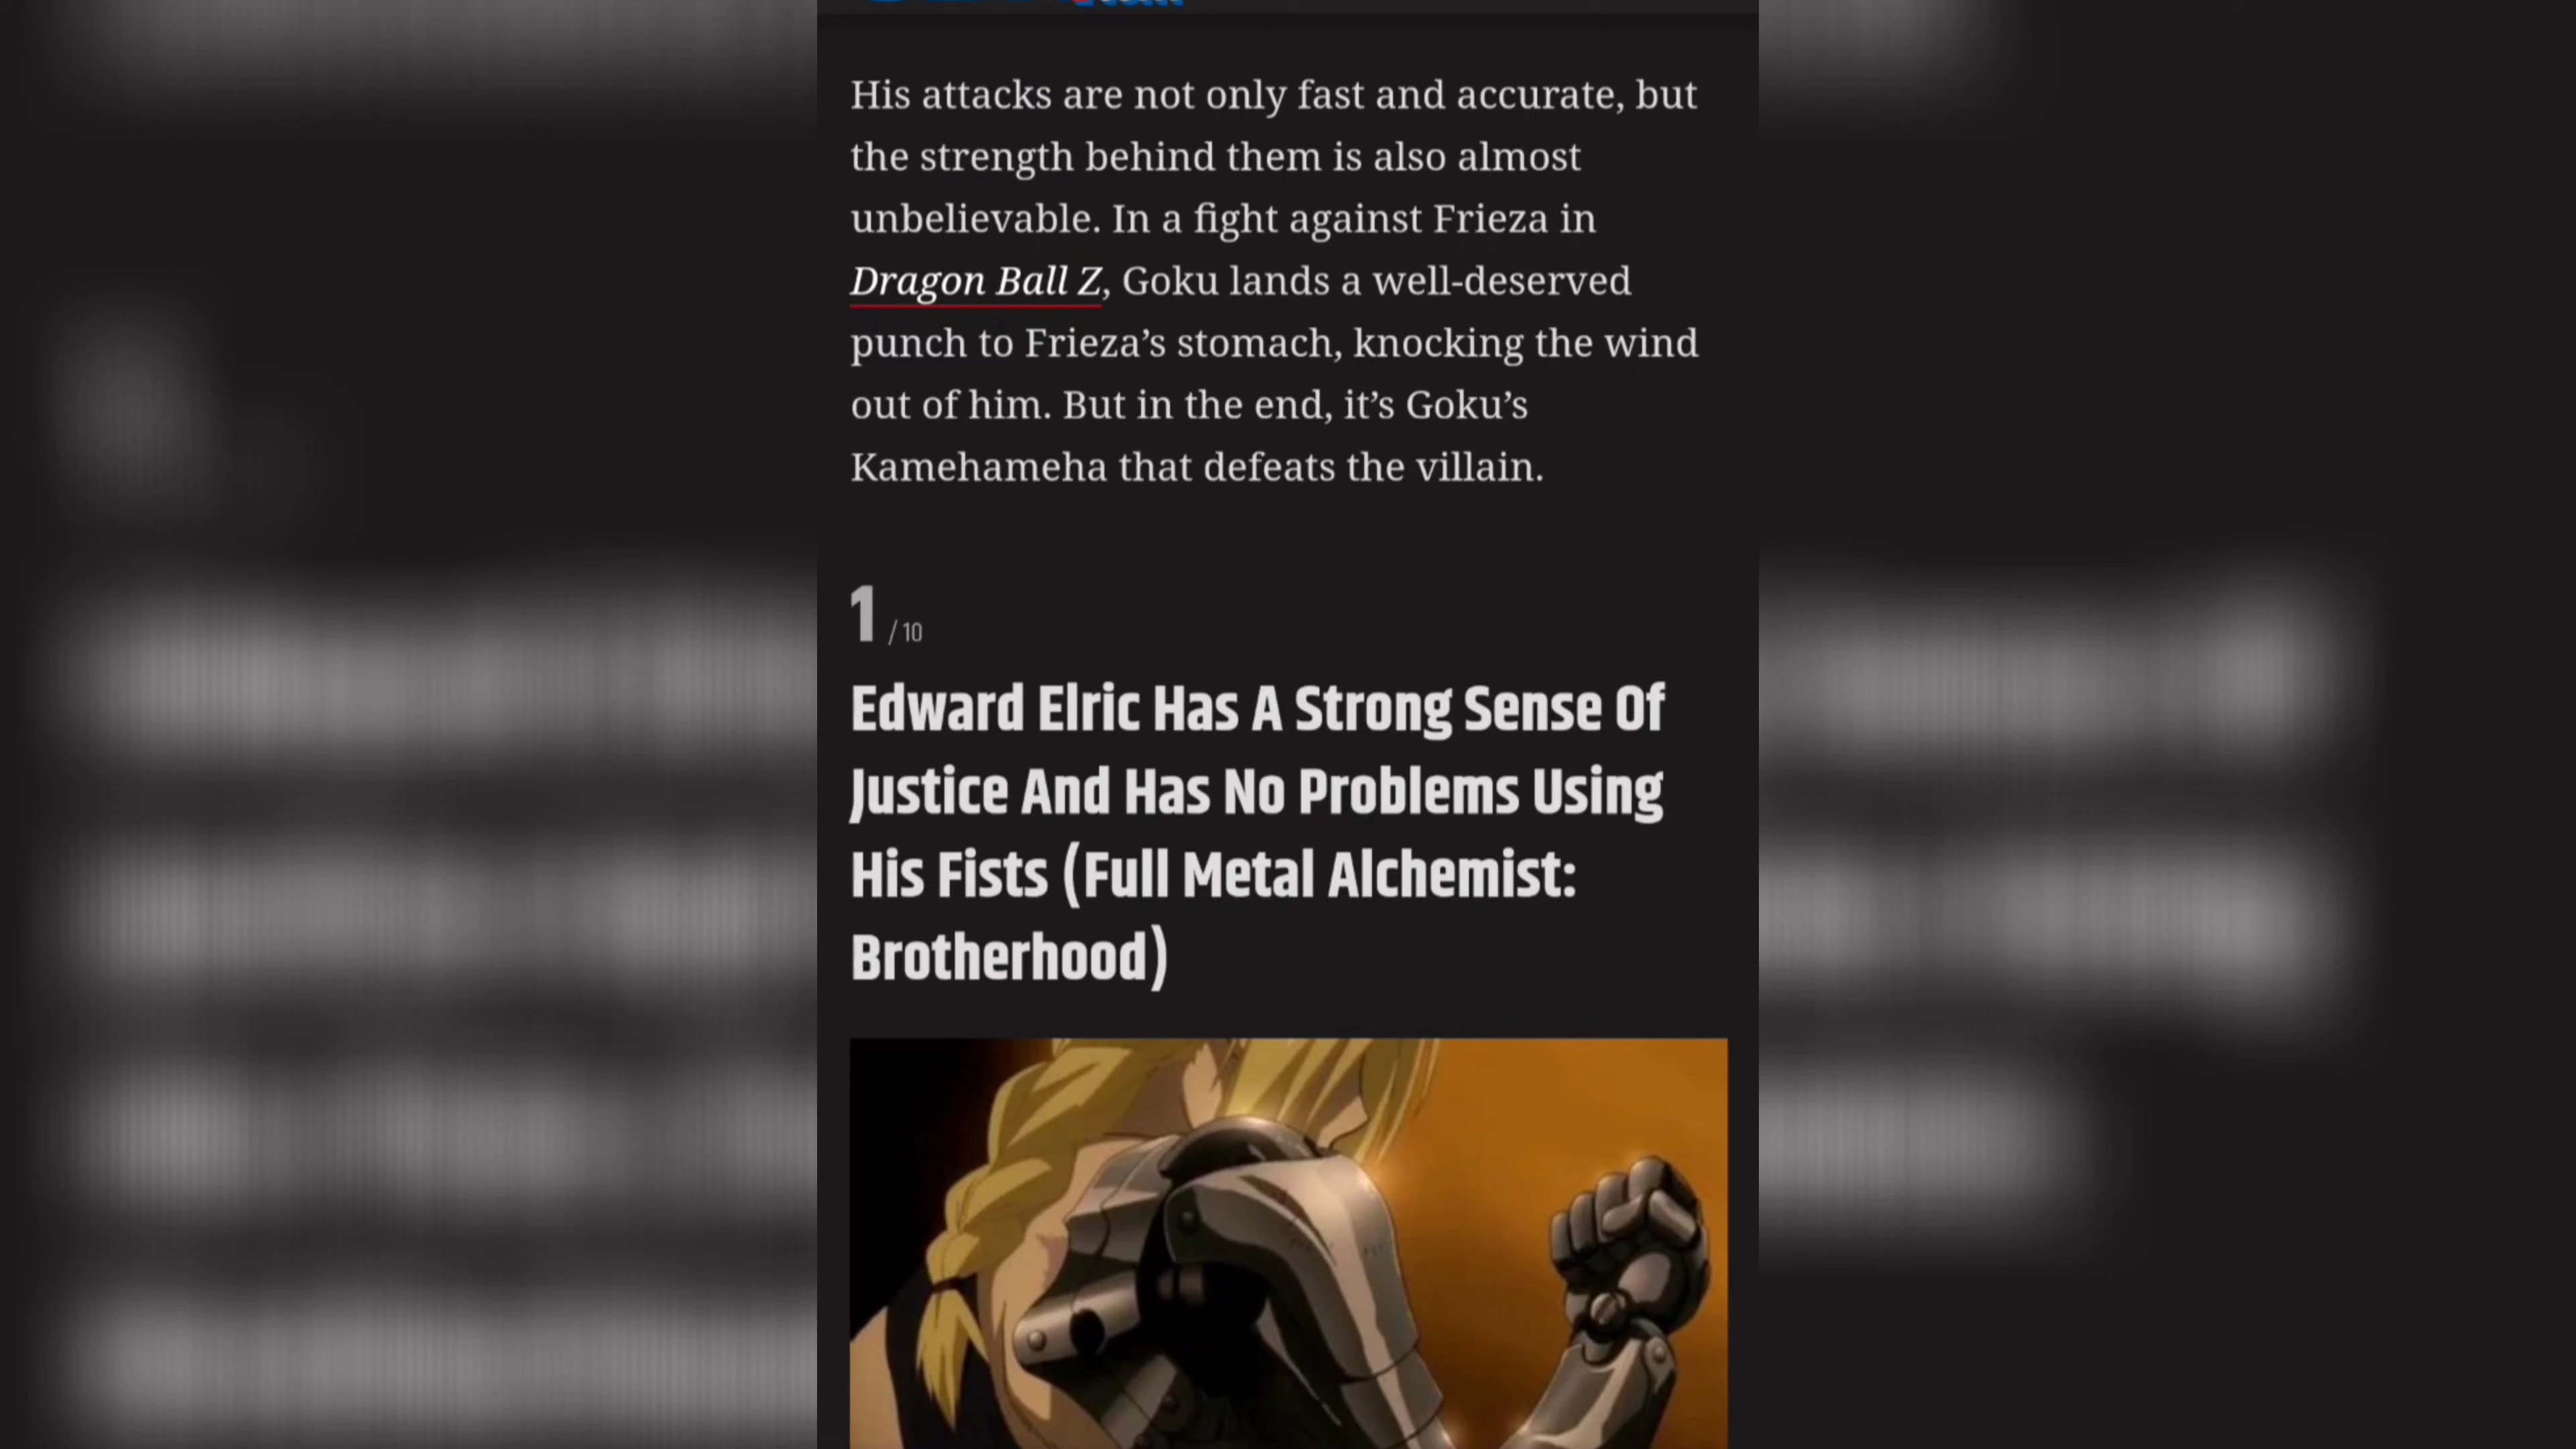 His attacks are not only fast and accurate, but
the strength behind them is also almost
unbelievable. In a fight against Frieza in
Dragon Ball Z, Goku lands a well-deserved
punch to Frieza’s stomach, knocking the wind
out of him. But in the end, it’s Goku’s
Kamehameha that defeats the villain.
1 / 10
Edward Elric Has A Strong Sense Of
Justice And Has No Problems Using
His Fists (Full Metal Alchemist:
Brotherhood)